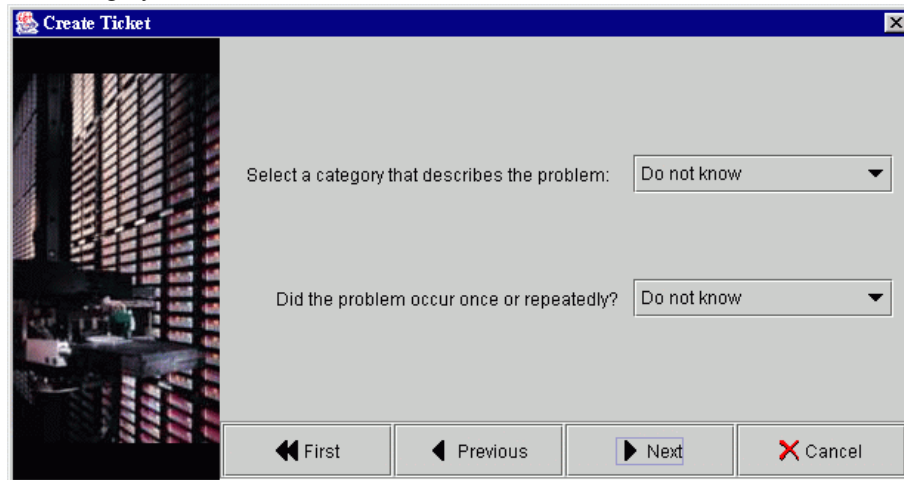 Create Ticket
Select a category that describes the problem: Do not know
Did the problem occur once or repeatedly? Do not know
First Previous Next Cancel